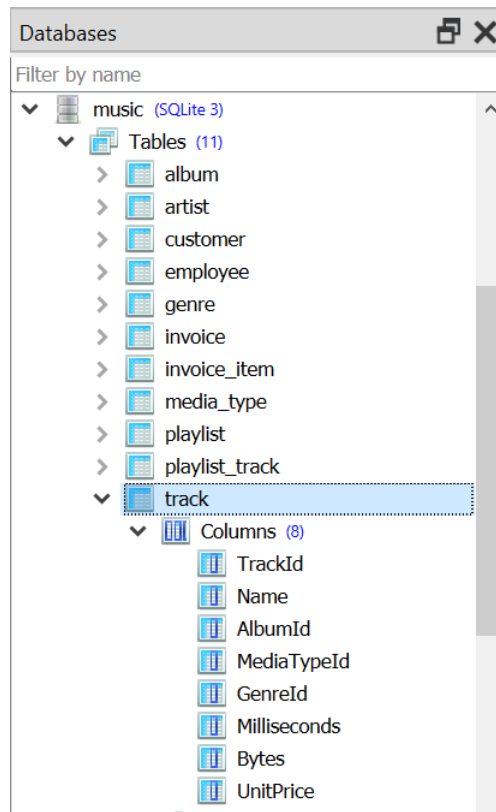 Databases
Filter by name
music (SQLite 3)
Tables (11)
album
artist
customer
employee
genre
invoice
invoice_item
media_type
playlist
playlist_track
track
Columns (8)
TrackId
Name
AlbumId
MediaTypeId
GenreId
Milliseconds
Bytes
UnitPrice